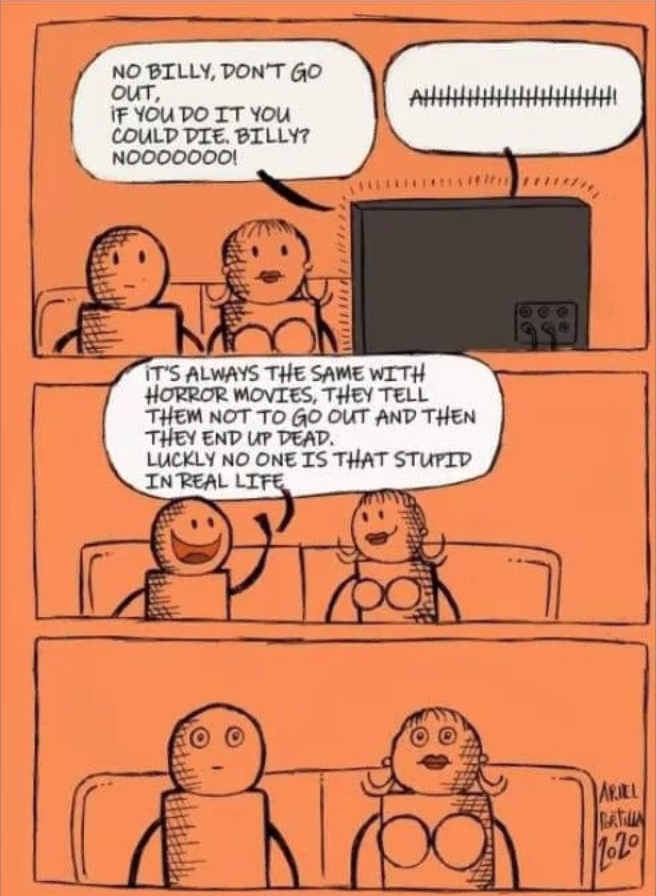 NO BILLY, DON'T GO
OUT,
iF YOU DO IT YOU
COULD DIE. BILLY?
NOOOOOOO!
AHHHHHHHHHHHHHHHHHHH!
iT'S ALWAYS THE SAME WITH
HORROR MOVIES, THEY TELL
THEM NOT TO GO OUT AND THEN
THEY END UP DEAD.
LUCKLY NO ONE IS THAT STUPID
IN REAL LIFE
ARIEL
PORTILLA
2020